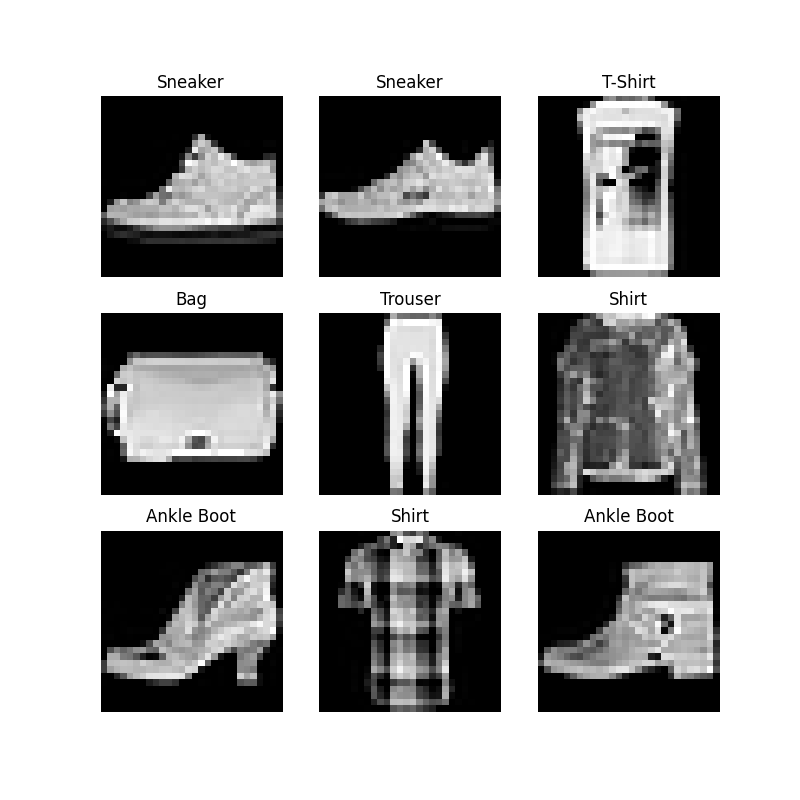 Sneaker
Sneaker
T-Shirt
Bag
Trouser
Shirt
Ankle Boot
Shirt
Ankle Boot